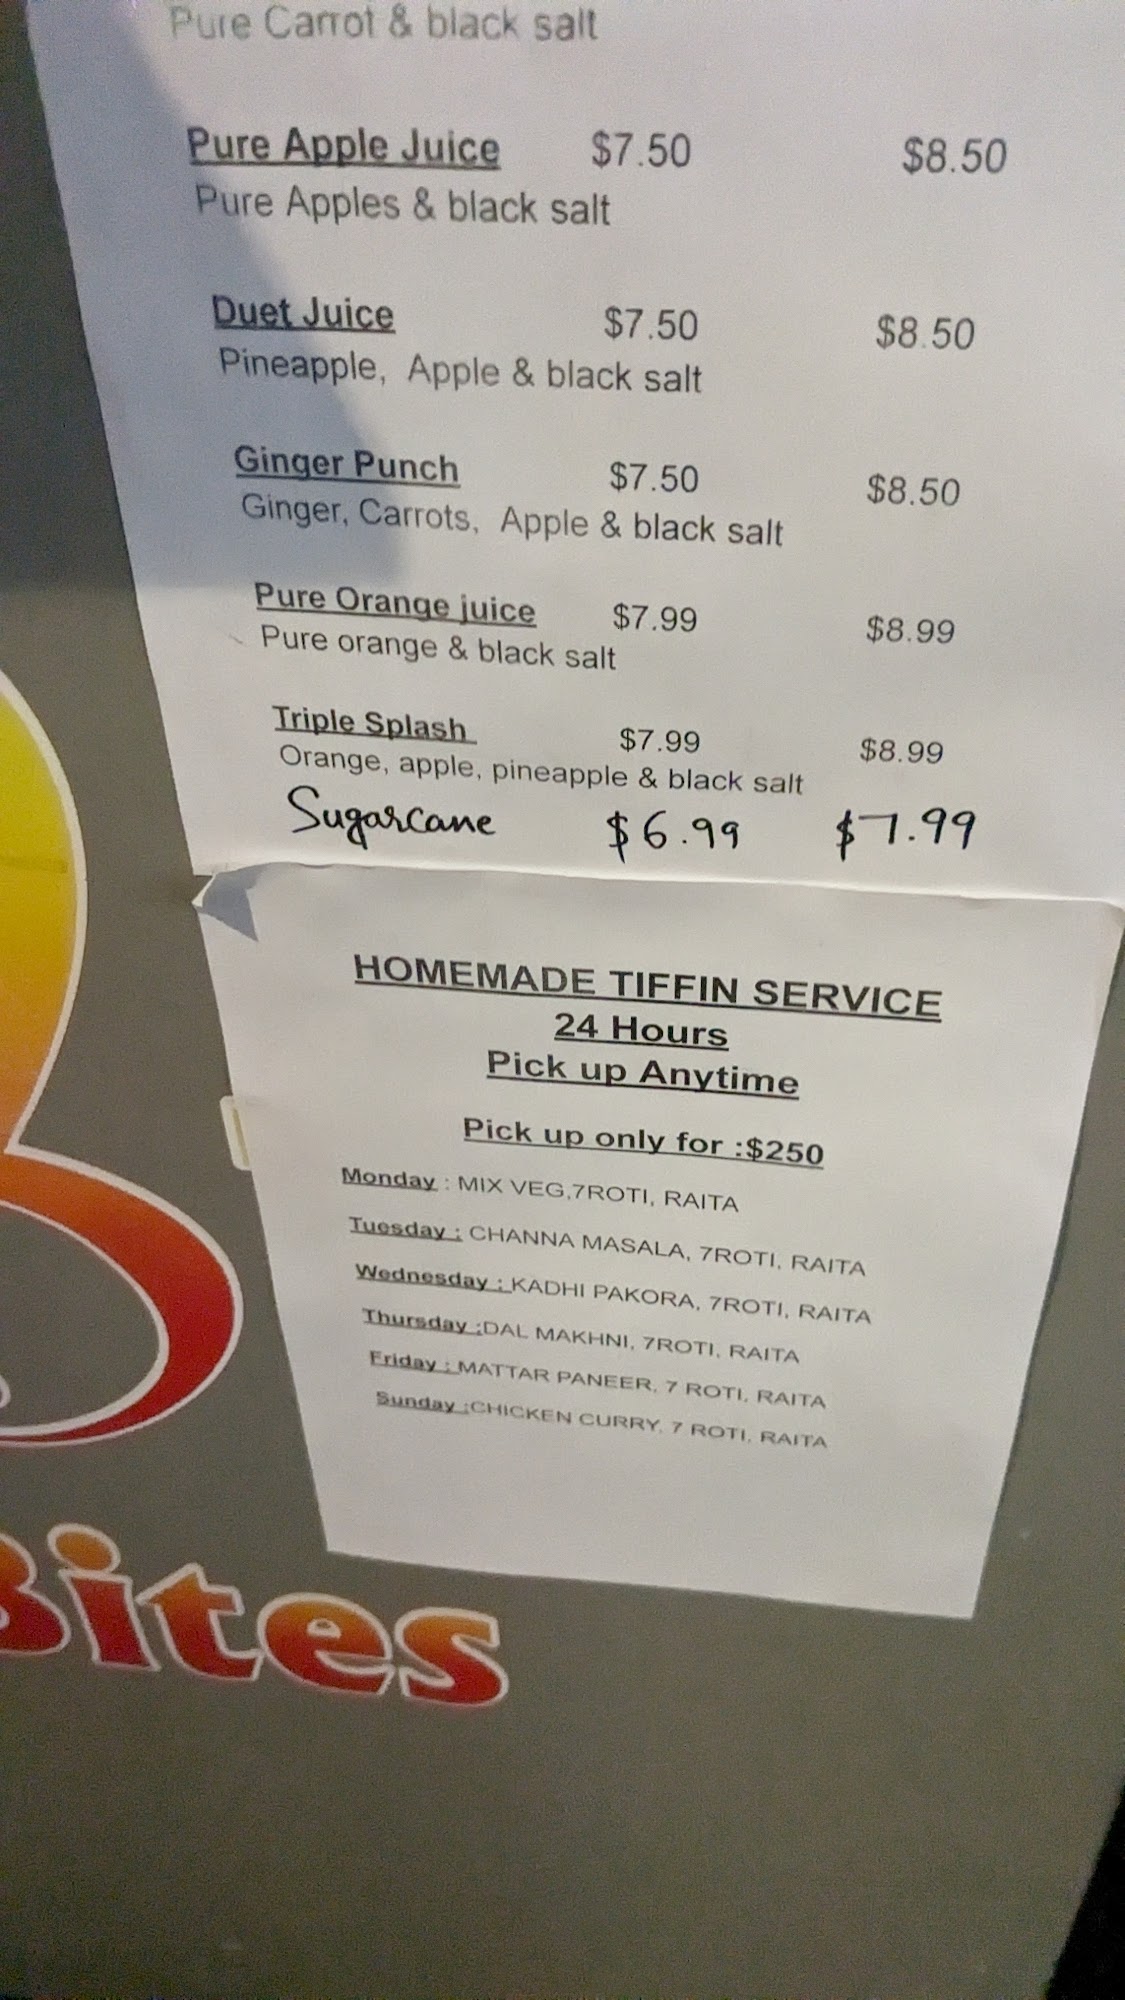 Pure Carrot & black salt
Pure Apple Juice $7.50 $8.50
Pure Apples & black salt
Duet Juice $7.50 $8.50
Pineapple, Apple & black salt
Ginger Punch $7.50 $8.50
Ginger, Carrots, Apple & black salt
Pure Orange juice $7.99 $8.99
Pure orange & black salt
Triple Splash $7.99 $8.99
Orange, apple, pineapple & black salt
Sugarcane $6.99 $7.99
HOMEMADE TIFFIN SERVICE
24 Hours
Pick up Anytime
Pick up only for :$250
Monday : MIX VEG,7ROTI, RAITA
Tuesday : CHANNA MASALA, 7ROTI, RAITA
Wednesday : KADHI PAKORA, 7ROTI, RAITA
Thursday :DAL MAKHNI, 7ROTI, RAITA
Friday : MATTAR PANEER, 7 ROTI, RAITA
Sunday :CHICKEN CURRY, 7 ROTI, RAITA
Bites